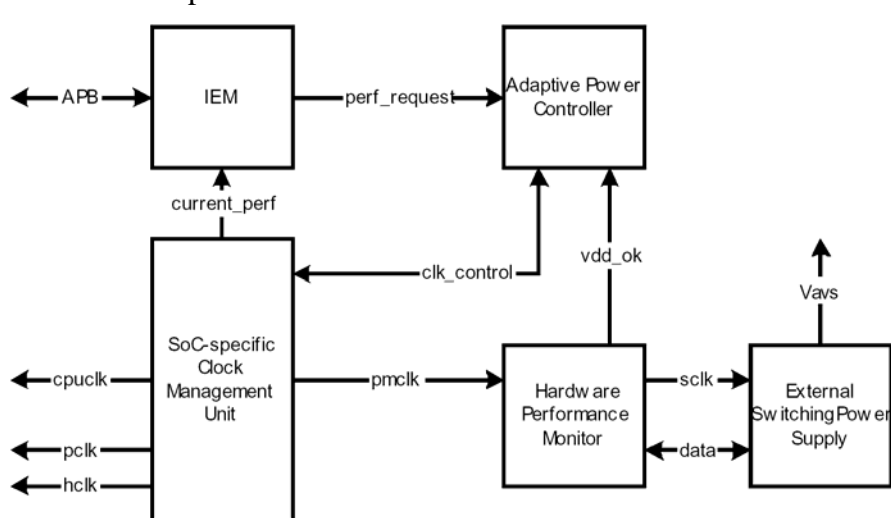 APB
IEM
perf_request
Adaptive Power
Controller
current_perf
clk_control
vdd_ok
Vavs
SoC-specific
Clock
Management
Unit
cpuclk
pmclk
Hardware
Performance
Monitor
sclk
External
Switching Power
Supply
pclk
data
hclk